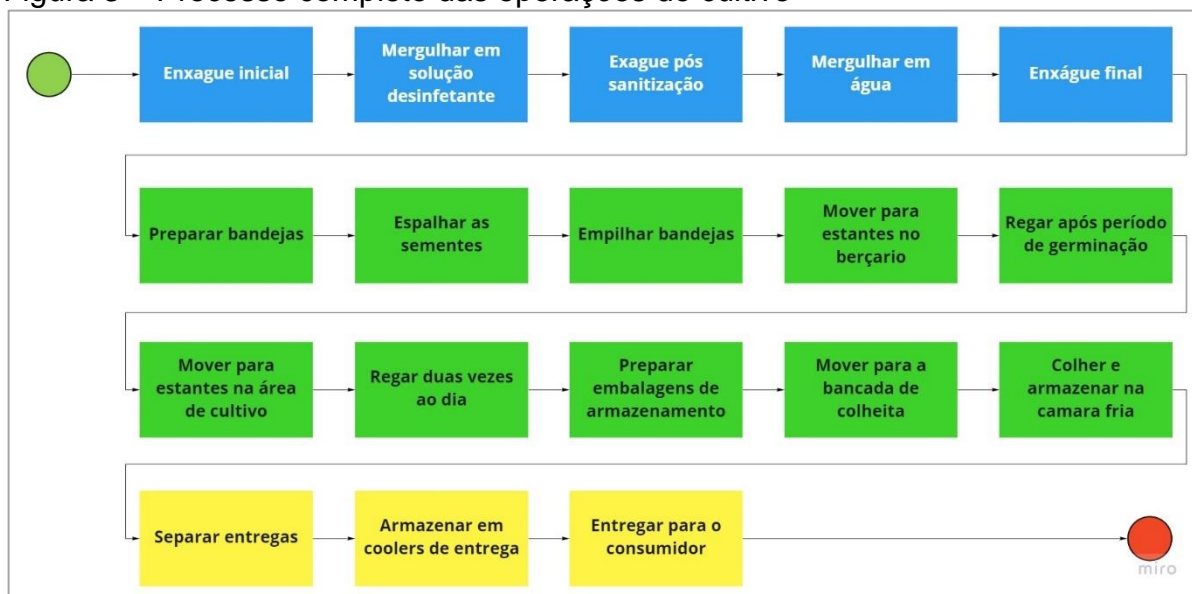 Figura – Processo completo das operações de cultivo
Enxague inicial
Mergulhar em
solução
desinfetante
Exague pós
sanitização
Mergulhar em
água
Enxágue final
Preparar bandejas
Espalhar as
sementes
Empilhar bandejas
Mover para
estantes no
berçario
Regar após período
de germinação
Mover para
estantes na área
de cultivo
Regar duas vezes
ao dia
Preparar
embalagens de
armazenamento
Mover para a
bancada de
colheita
Colher e
armazenar na
camara fria
Separar entregas
Armazenar em
coolers de entrega
Entregar para o
consumidor
miro